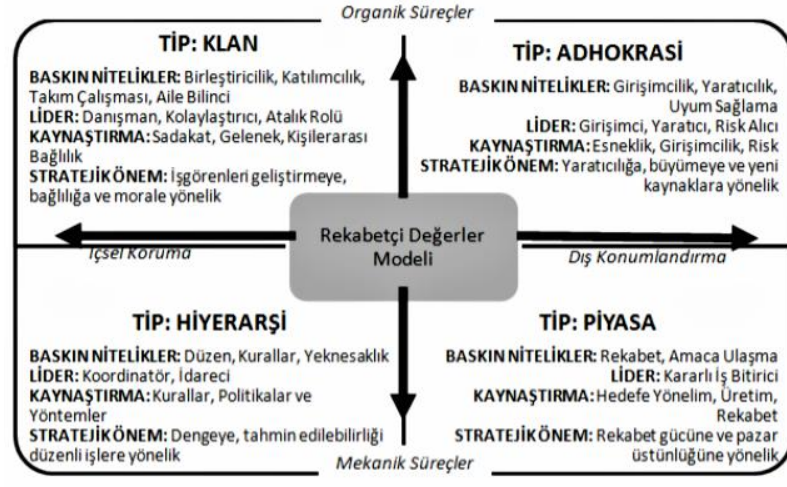 Organik Süreçler
TİP: KLAN
BASKIN NİTELİKLER: Birleştiricilik, Katılımcılık,
Takım Çalışması, Aile Bilinci
LİDER: Danışman, Kolaylaştırıcı, Atalık Rolü
KAYNAŞTIRMA: Sadakat, Gelenek, Kişilerarası
Bağlılık
STRATEJİK ÖNEM: İşgörenleri geliştirmeye,
bağlılığa ve morale yönelik
TİP: ADHOKRASİ
BASKIN NİTELİKLER: Girişimcilik, Yaratıcılık,
Uyum Sağlama
LİDER: Girişimci, Yaratıcı, Risk Alıcı
KAYNAŞTIRMA: Esneklik, Girişimcilik, Risk
STRATEJİK ÖNEM: Yaratıcılığa, büyümeye ve yeni
kaynaklara yönelik
İçsel Koruma
Rekabetçi Değerler
Modeli
Dış Konumlandırma
TİP: HİYERARŞİ
BASKIN NİTELİKLER: Düzen, Kurallar, Yeknesaklık
LİDER: Koordinatör, İdareci
KAYNAŞTIRMA: Kurallar, Politikalar ve
Yöntemler
STRATEJİK ÖNEM: Dengeye, tahmin edilebilirliği
düzenli işlere yönelik
TİP: PİYASA
BASKIN NİTELİKLER: Rekabet, Amaca Ulaşma
LİDER: Kararlı İş Bitirici
KAYNAŞTIRMA: Hedefe Yönelim, Üretim,
Rekabet
STRATEJİK ÖNEM: Rekabet gücüne ve pazar
üstünlüğüne yönelik
Mekanik Süreçler